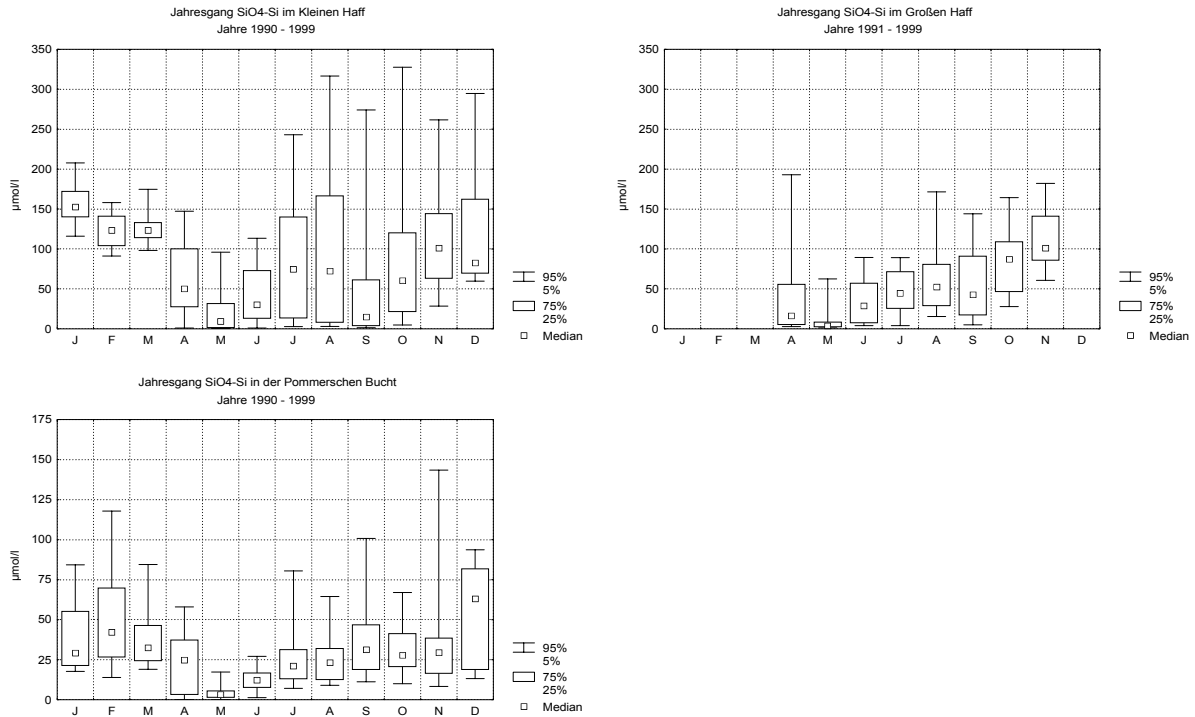 Jahresgang SiO4-Si im Kleinen Haff
Jahre 1990 - 1999
350
300
250
200
150
100
50
0
µmol/l
J F M A M J J A S O N D
95%
5%
75%
25%
Median
Jahresgang SiO4-Si im Großen Haff
Jahre 1991 - 1999
350
300
250
200
150
100
50
0
µmol/l
J F M A M J J A S O N D
95%
5%
75%
25%
Median
Jahresgang SiO4-Si in der Pommerschen Bucht
Jahre 1990 - 1999
175
150
125
100
75
50
25
0
µmol/l
J F M A M J J A S O N D
95%
5%
75%
25%
Median